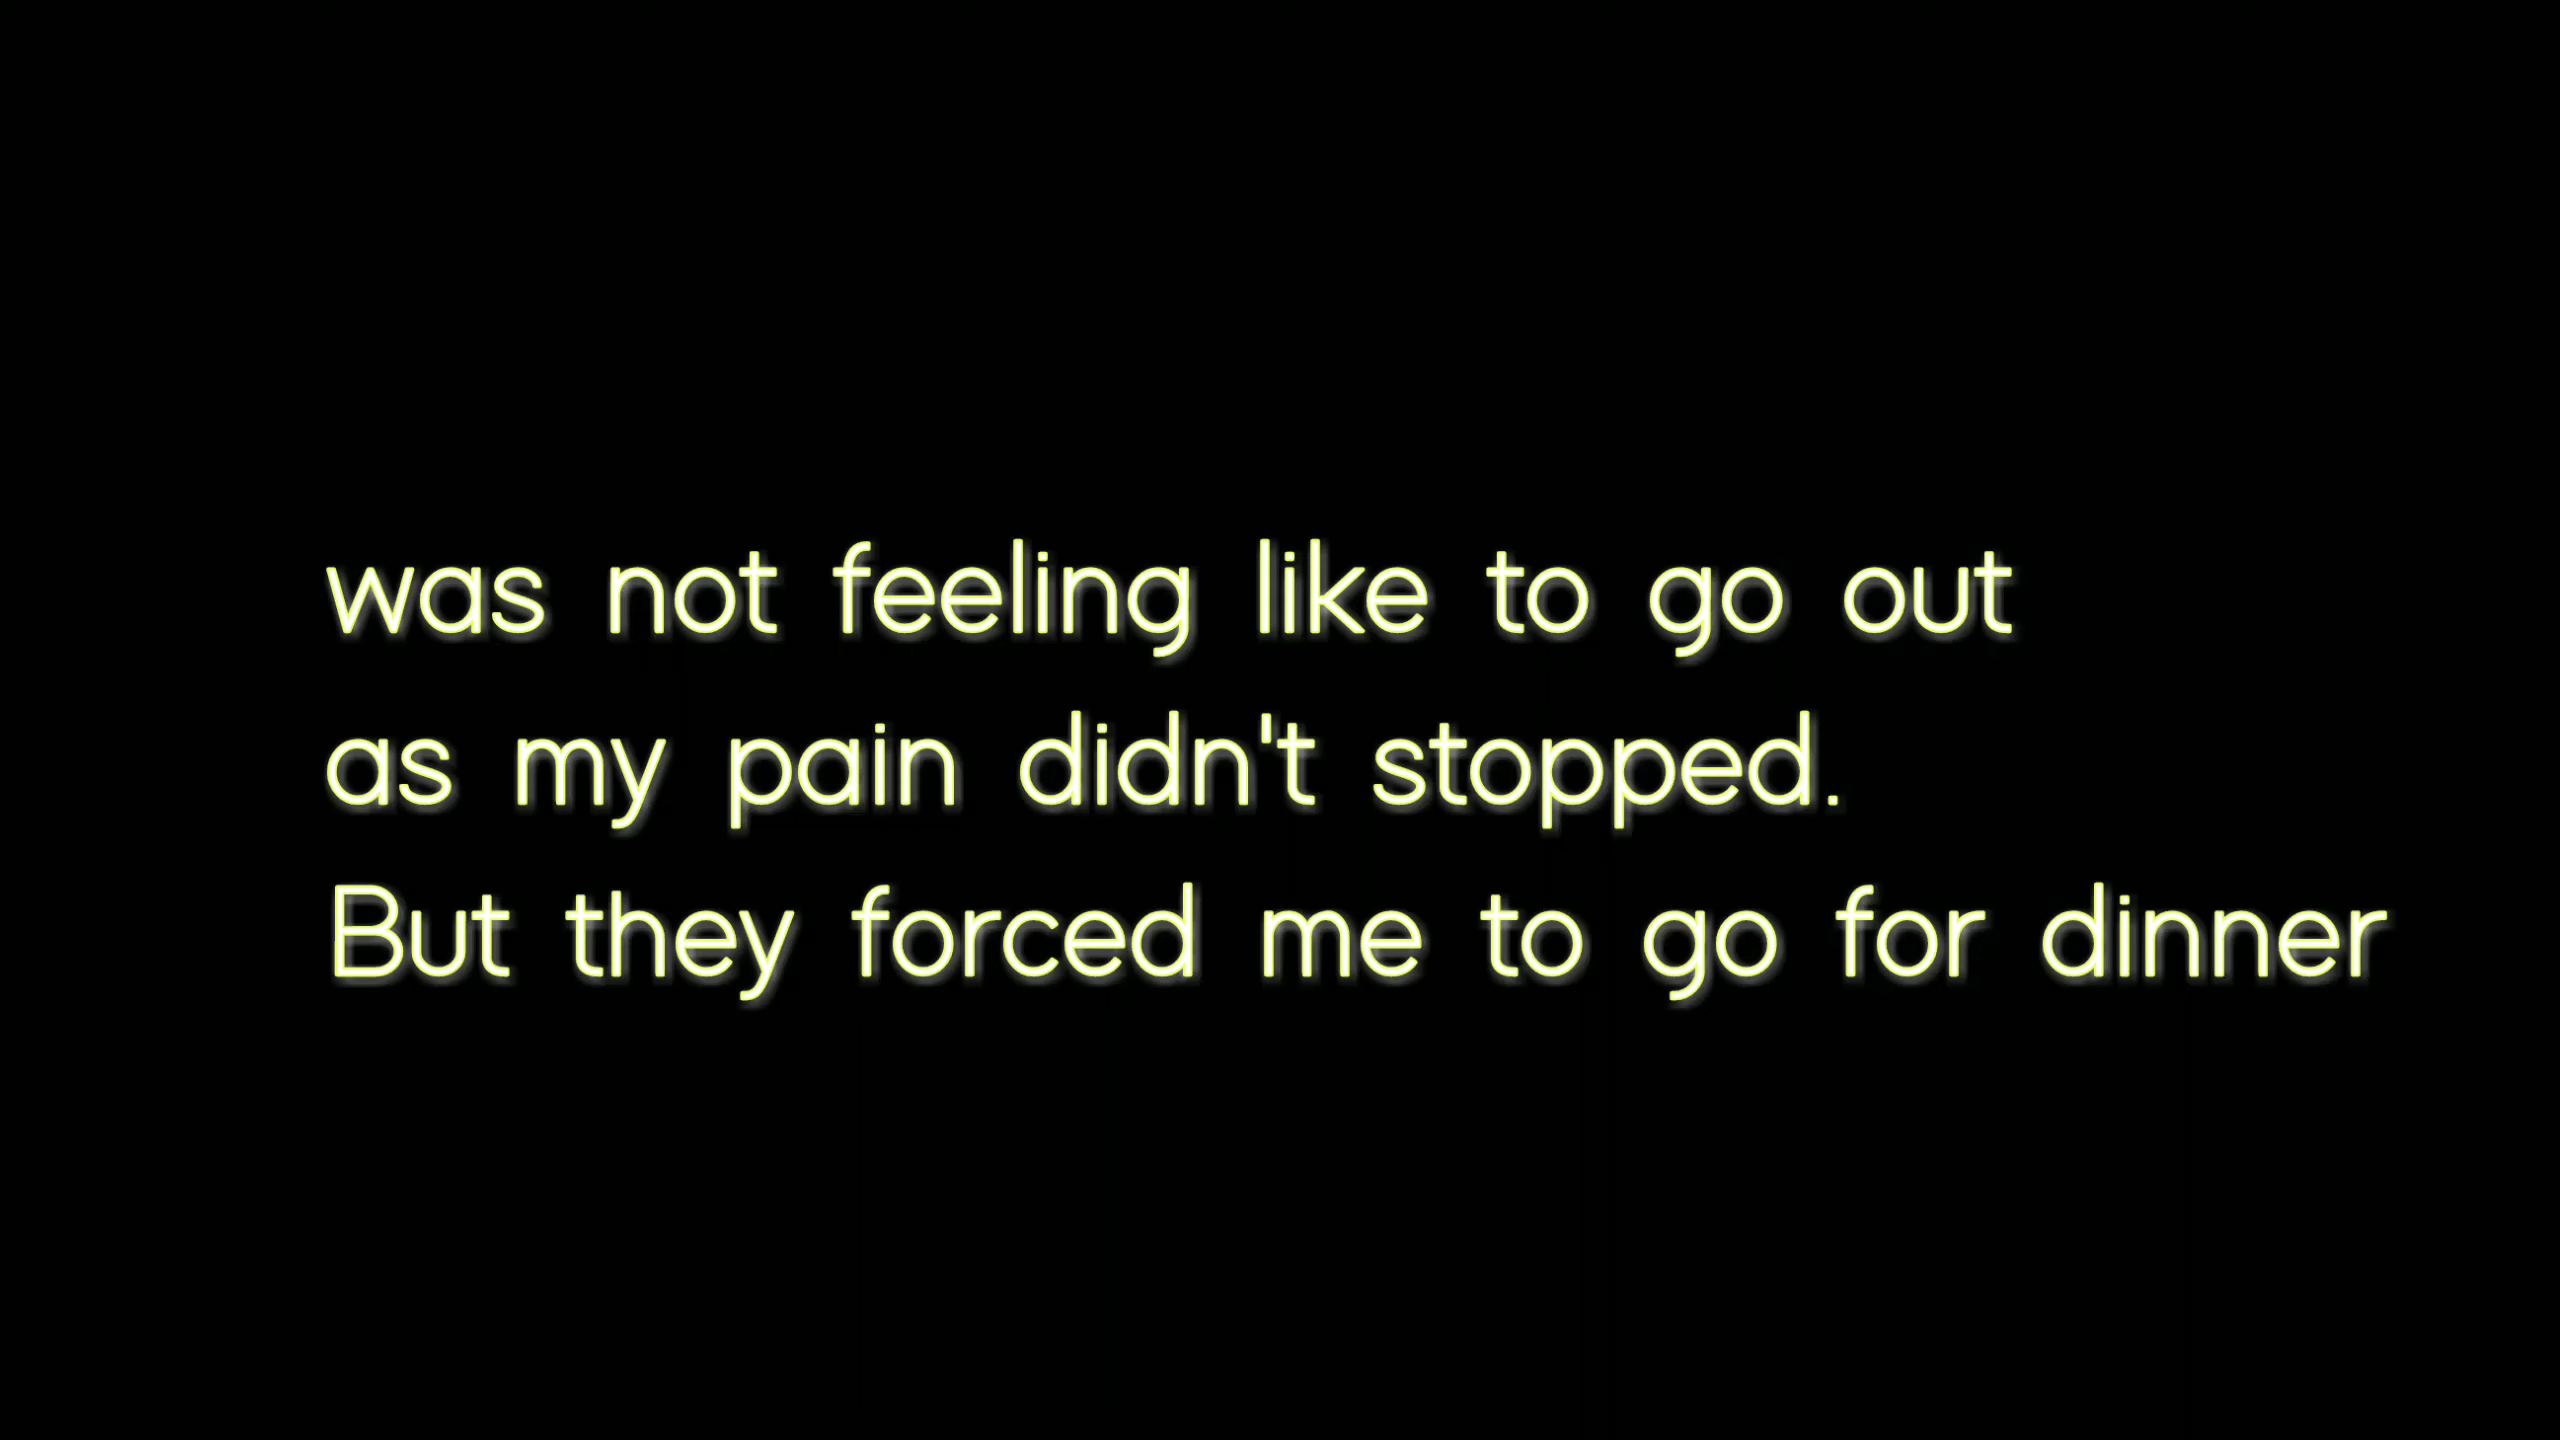 was not feeling like to go out
as my pain didn't stopped.
But they forced me to go for dinner